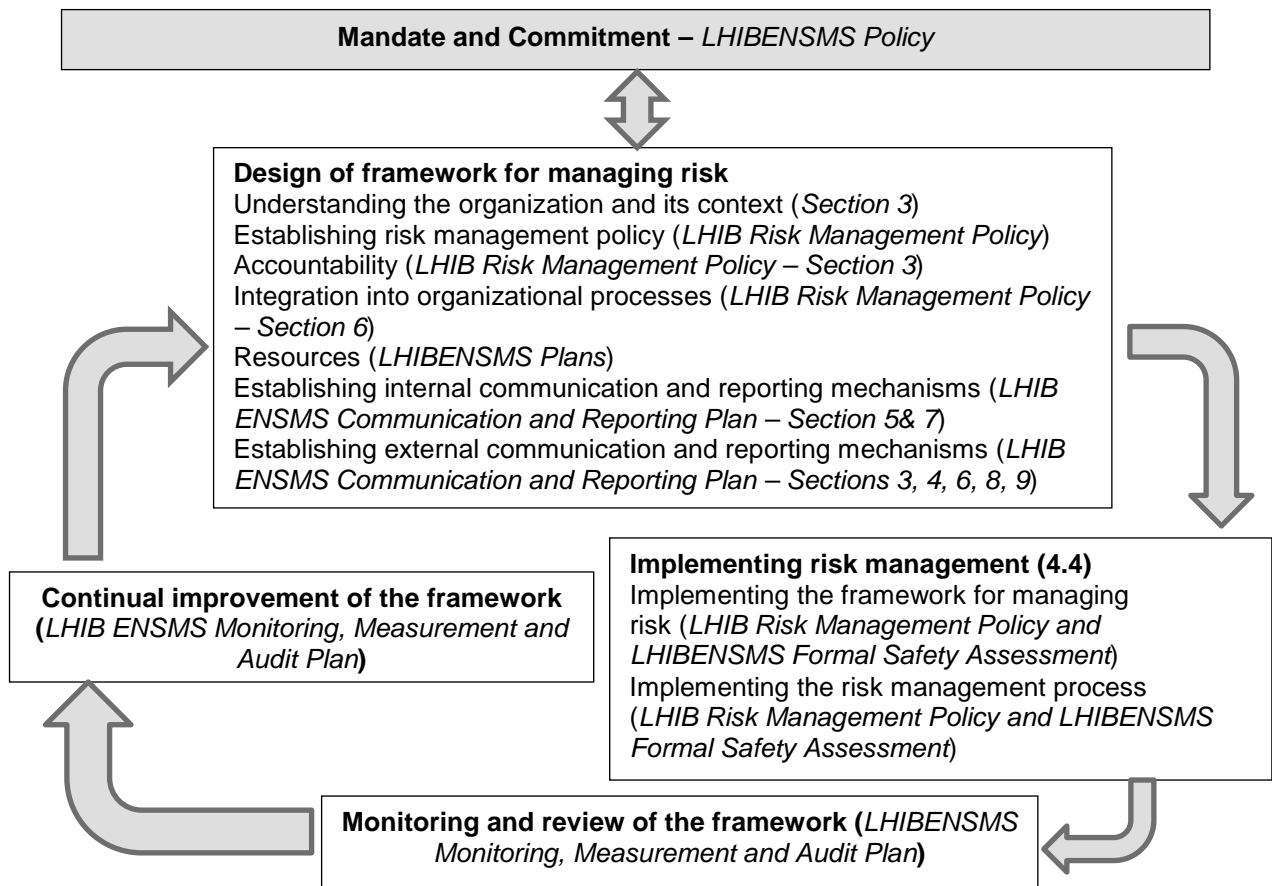 Mandate and Commitment – LHIBENSMS Policy
Design of framework for managing risk
Understanding the organization and its context (Section 3)
Establishing risk management policy (LHIB Risk Management Policy)
Accountability (LHIB Risk Management Policy – Section 3)
Integration into organizational processes (LHIB Risk Management Policy
– Section 6)
Resources (LHIBENSMS Plans)
Establishing internal communication and reporting mechanisms (LHIB
ENSMS Communication and Reporting Plan – Section 5& 7)
Establishing external communication and reporting mechanisms (LHIB
ENSMS Communication and Reporting Plan – Sections 3, 4, 6, 8, 9)
Implementing risk management (4.4)
Implementing the framework for managing
risk (LHIB Risk Management Policy and
LHIBENSMS Formal Safety Assessment)
Implementing the risk management process
(LHIB Risk Management Policy and LHIBENSMS
Formal Safety Assessment)
Continual improvement of the framework
(LHIB ENSMS Monitoring, Measurement and
Audit Plan)
Monitoring and review of the framework (LHIBENSMS
Monitoring, Measurement and Audit Plan)